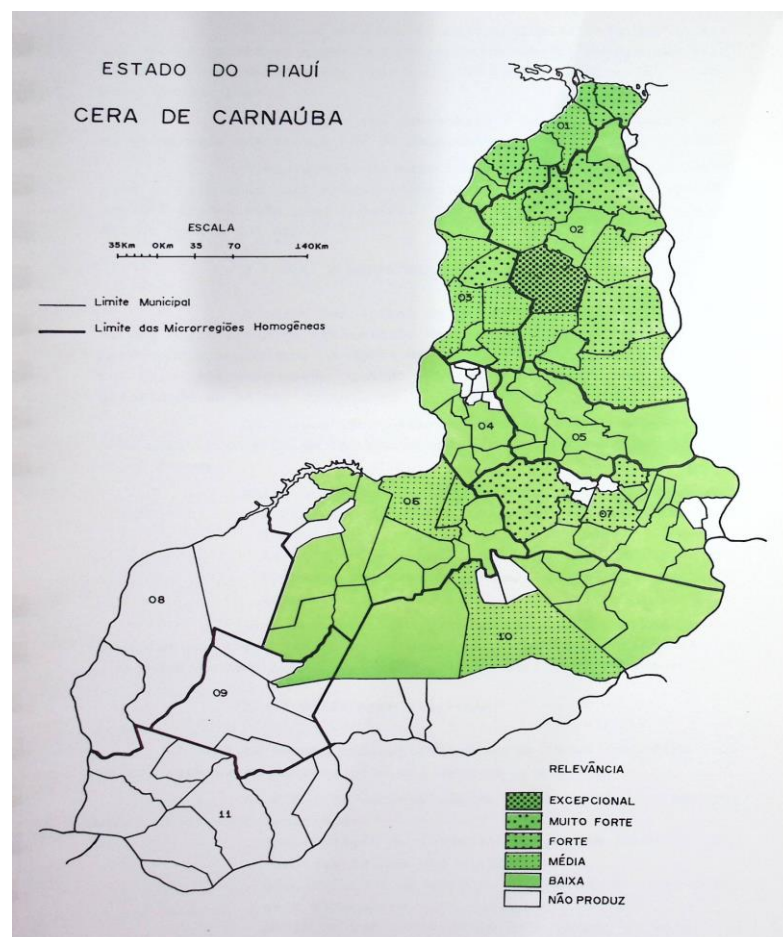 ESTADO DO PIAUÍ
CERA DE CARNAÚBA
ESCALA
35Km 0Km 35 70 140Km
Limite Municipal
Limite das Microrregiões Homogêneas
01
02
03
04
05
06
07
08
10
09
11
RELEVÂNCIA
EXCEPCIONAL
MUITO FORTE
FORTE
MÉDIA
BAIXA
NÃO PRODUZ